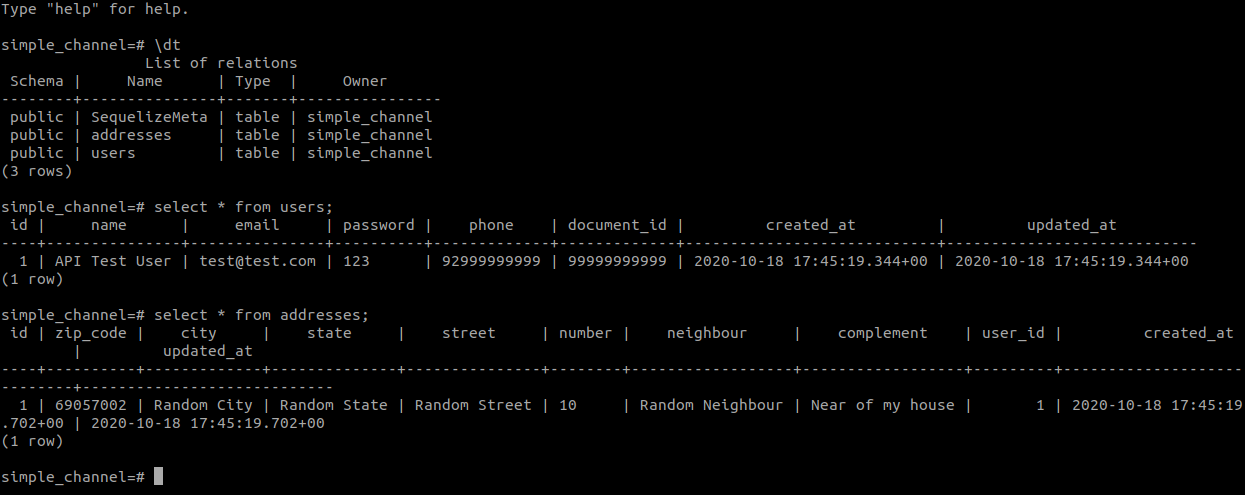 Type "help" for help.

simple_channel=# \dt
               List of relations
 Schema |     Name      | Type  |     Owner
--------+---------------+-------+----------------
 public | SequelizeMeta | table | simple_channel
 public | addresses     | table | simple_channel
 public | users         | table | simple_channel
(3 rows)

simple_channel=# select * from users;
 id |     name      |     email     | password |    phone    | document_id |         created_at         |         updated_at
----+---------------+---------------+----------+-------------+-------------+----------------------------+----------------------------
  1 | API Test User | test@test.com | 123      | 92999999999 | 99999999999 | 2020-10-18 17:45:19.344+00 | 2020-10-18 17:45:19.344+00
(1 row)

simple_channel=# select * from addresses;
 id | zip_code |    city     |    state     |    street     | number |    neighbour     |    complement    | user_id |         created_at
        |         updated_at
----+----------+-------------+--------------+---------------+--------+------------------+------------------+---------+--------------------
--------+----------------------------
  1 | 69057002 | Random City | Random State | Random Street | 10     | Random Neighbour | Near of my house |       1 | 2020-10-18 17:45:19
.702+00 | 2020-10-18 17:45:19.702+00
(1 row)

simple_channel=#